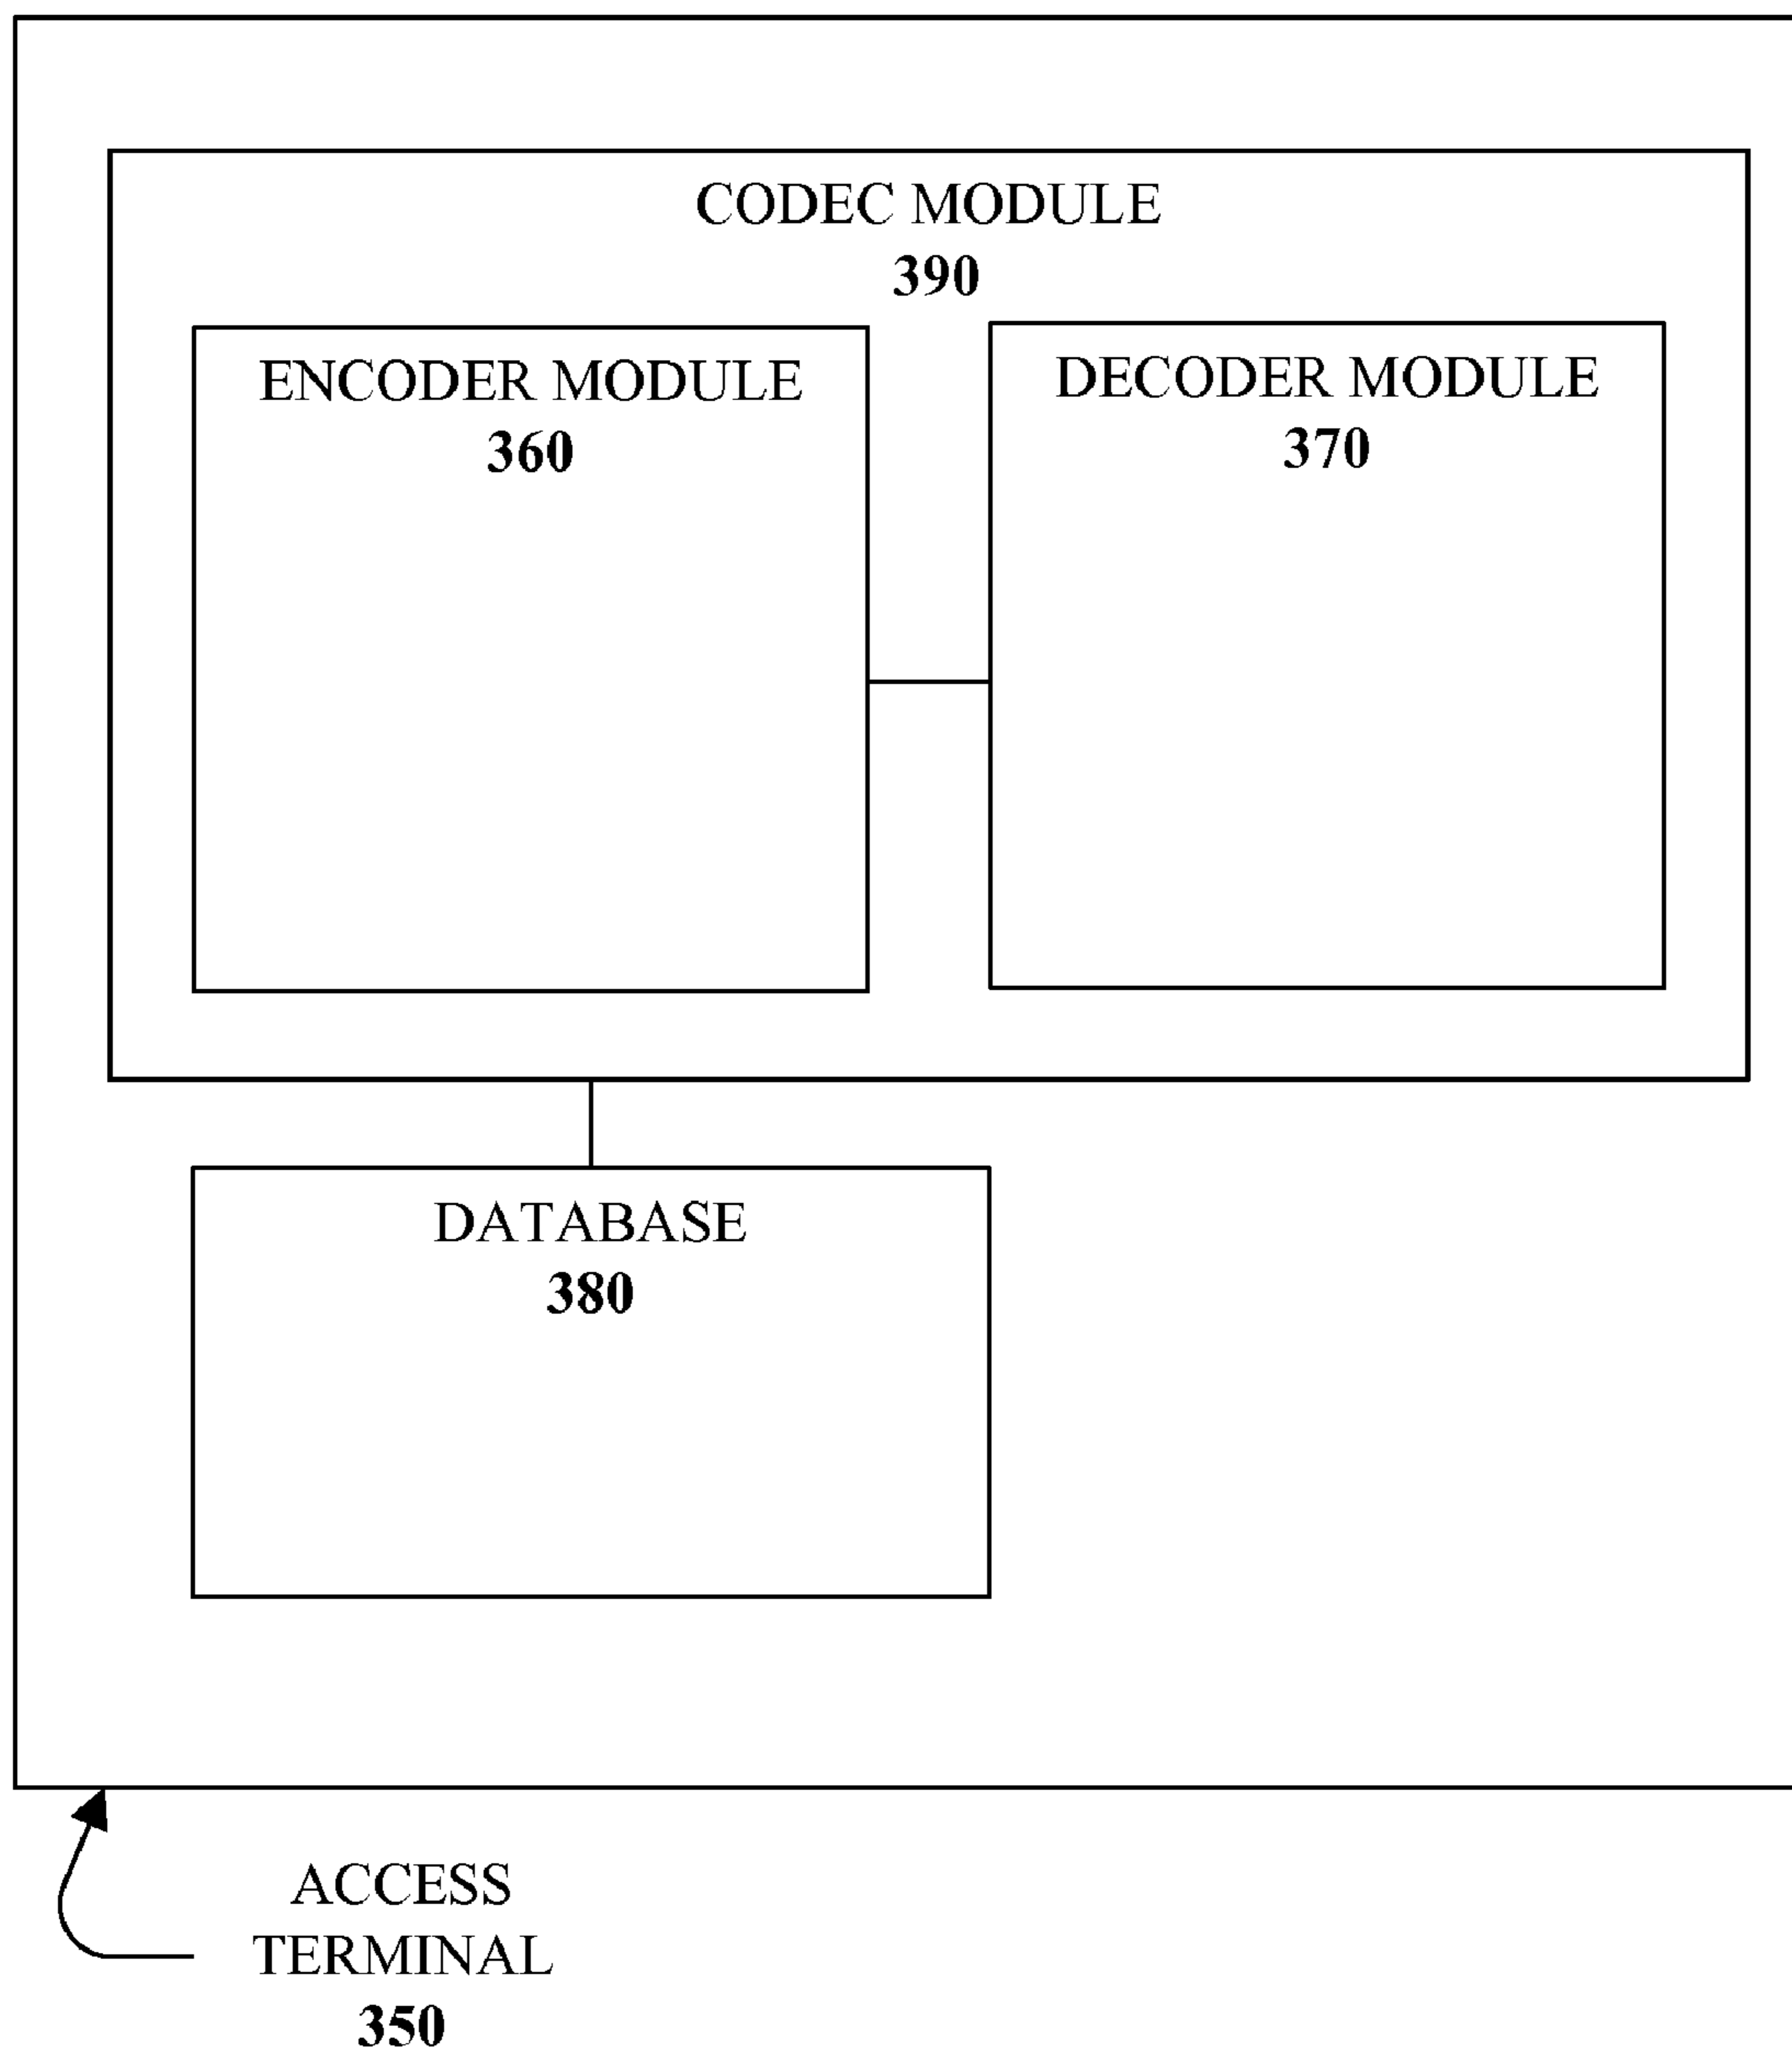 CODEC MODULE
390
ENCODER MODULE
360
DECODER MODULE
370
DATABASE
380
ACCESS
TERMINAL
350